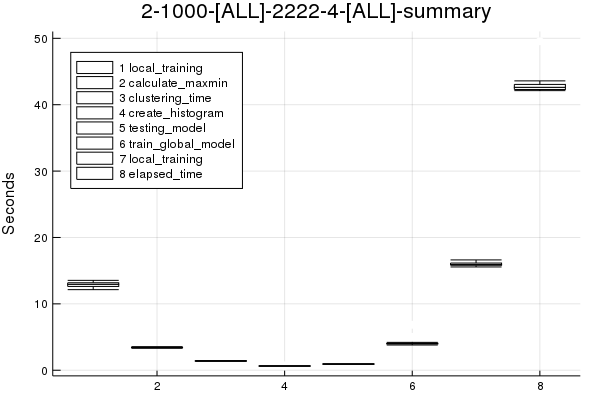 2-1000-[ALL]-2222-4-[ALL]-summary
50
40
30
20
10
0
Seconds
1 local_training
2 calculate_maxmin
3 clustering_time
4 create_histogram
5 testing_model
6 train_global_model
7 local_training
8 elapsed_time
2
4
6
8